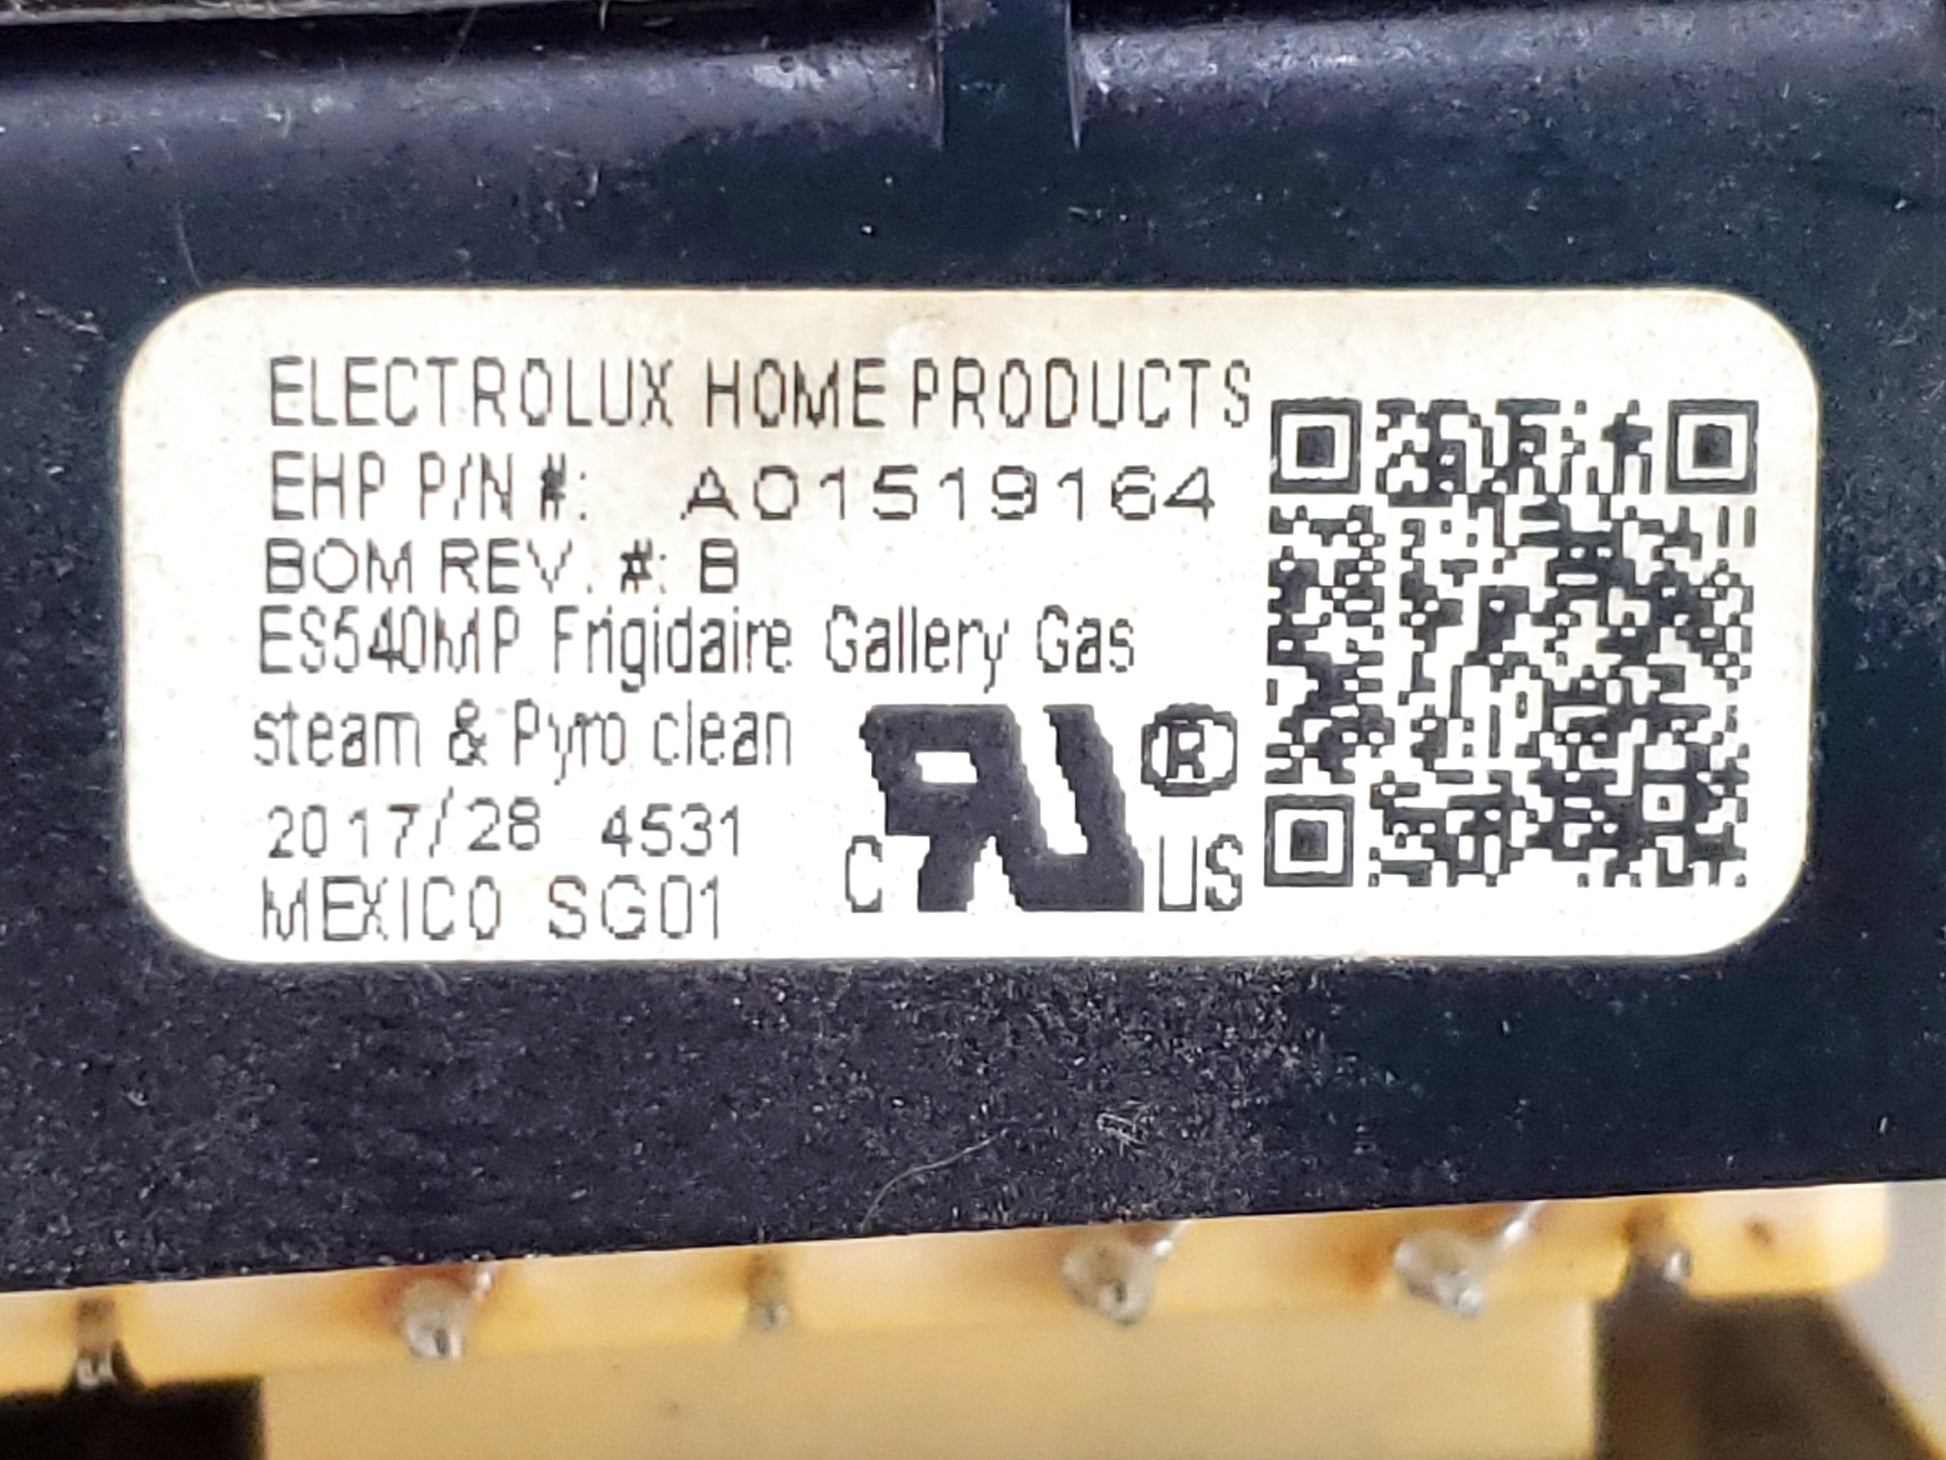 ELECTROLUX HOME PRODUCTS
EHP P/N #: A01519164
BOM REV. #: B
ES540MP Frigidaire Gallery Gas
steam & Pyro clean
2017/28 4531
MEXICO SG01
C RU ® US